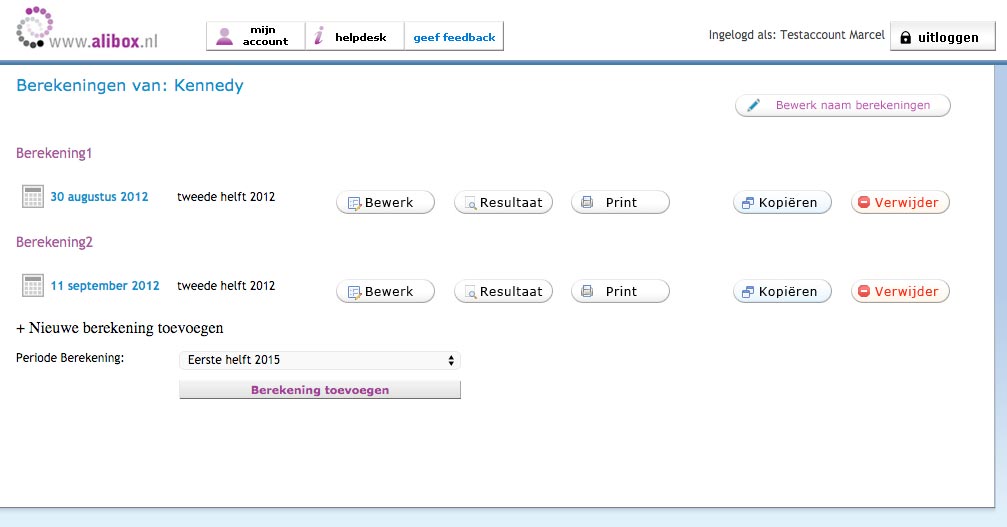 www.alibox.nl
mijn account
helpdesk
geef feedback
Ingelogd als: Testaccount Marcel
uitloggen
Berekeningen van: Kennedy
Bewerk naam berekeningen
Berekening1
30 augustus 2012 tweede helft 2012 Bewerk Resultaat Print Kopiëren Verwijder
Berekening2
11 september 2012 tweede helft 2012 Bewerk Resultaat Print Kopiëren Verwijder
+ Nieuwe berekening toevoegen
Periode Berekening: Eerste helft 2015
Berekening toevoegen